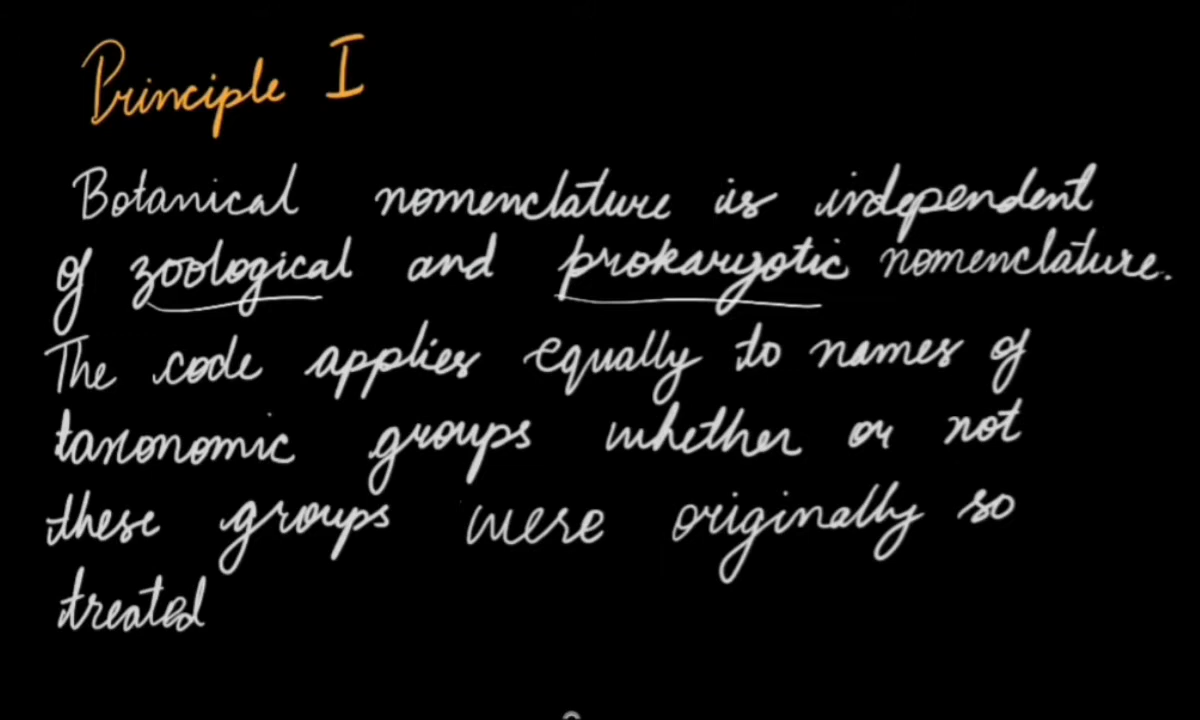 Principle I
Botanical nomenclature is independent
of zoological and prokaryotic nomenclature.
The code applies equally to names of
taxonomic groups whether or not
these groups were originally so
treated